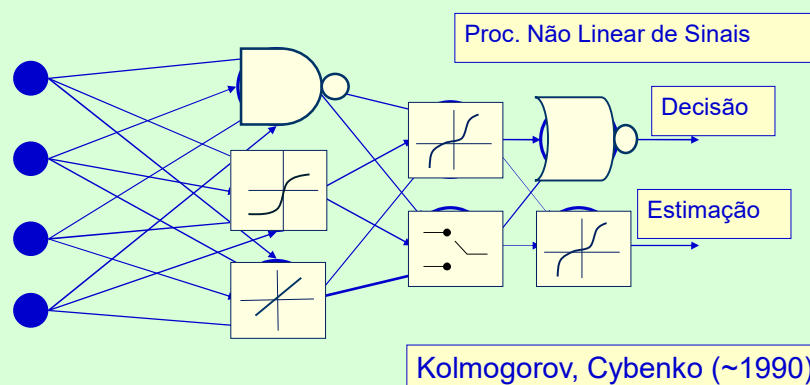 Proc. Não Linear de Sinais
Decisão
Estimação
Kolmogorov, Cybenko (~1990)